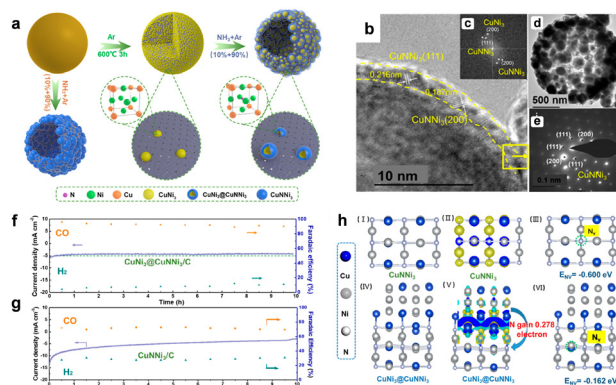 a
Ar
600℃ 3h
NH₃+Ar
(10%+90%)
NH₃+Ar
(10%+90%)
N
Ni
Cu
CuNi₃
CuNi₃@CuNNi₃
CuNNi₃
b
CuNNi₃(111)
0.216nm
0.187nm
CuNNi₃(200)
10 nm
c
CuNi₃
(200)
(111)
(200)
CuNNi₃
d
500 nm
e
(111)
(200)
(111)
(200)
(111)
CuNNi₃
0.1 nm
f
CO
CuNi₃@CuNNi₃/C
H₂
Current density (mA cm⁻²)
Faradaic efficiency (%)
Time (h)
g
CO
CuNNi₃/C
H₂
Current density (mA cm⁻²)
Faradaic efficiency (%)
h
Cu
Ni
N
(I)
(II)
(III)
Nᵥ
CuNNi₃
CuNNi₃
E_NV= -0.600 eV
(IV)
(V)
(VI)
N gain 0.278
electron
Nᵥ
CuNi₃@CuNNi₃
CuNi₃@CuNNi₃
E_NV= -0.162 eV